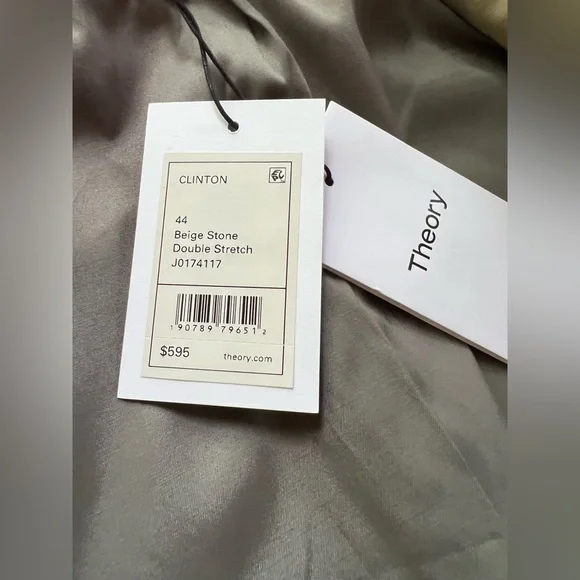 CLINTON
44
Beige Stone
Double Stretch
J0174117
1 90789 79651 2
$595 theory.com
Theory